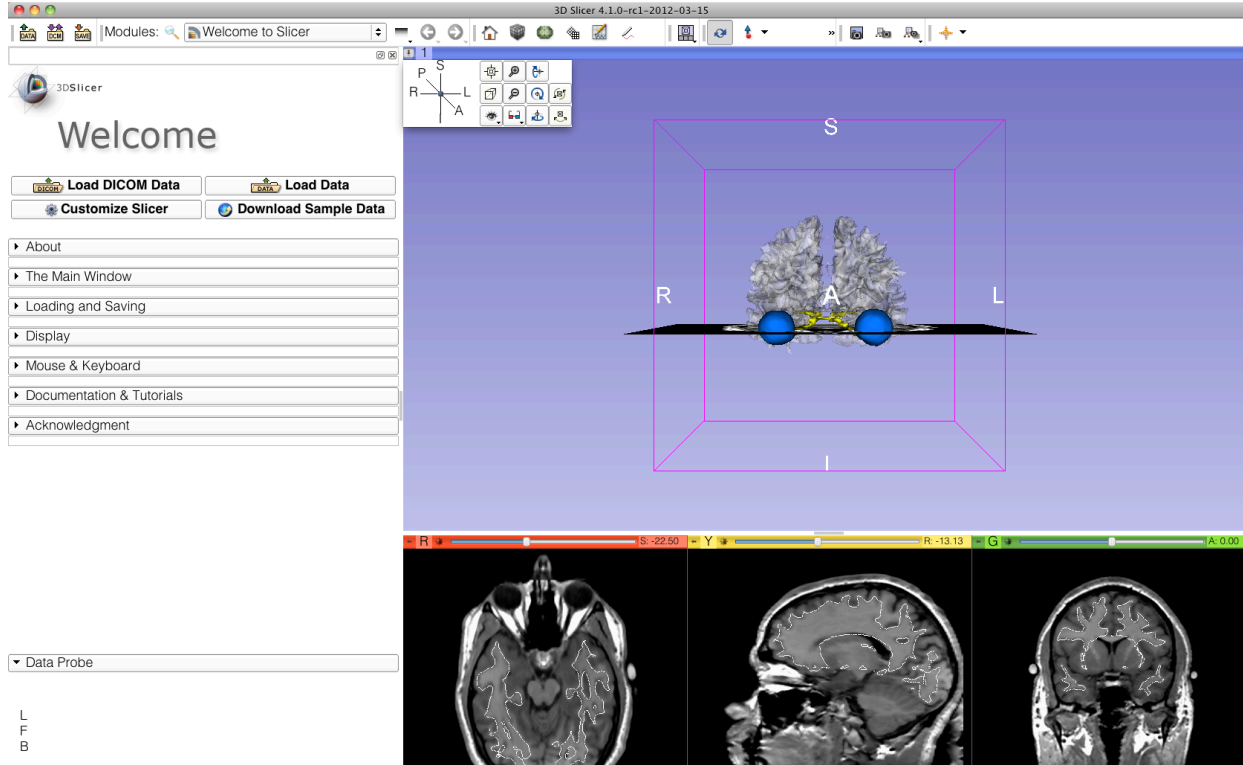 3D Slicer 4.1.0-rc1-2012-03-15
DATA DCM SAVE Modules: Welcome to Slicer
1
3DSlicer
Welcome
DICOM Load DICOM Data DATA Load Data
Customize Slicer Download Sample Data
About
The Main Window
Loading and Saving
Display
Mouse & Keyboard
Documentation & Tutorials
Acknowledgment
Data Probe
L
F
B
S
P
R L
A
S
R A L
I
R S: -22.50 Y R: -13.13 G A: 0.00